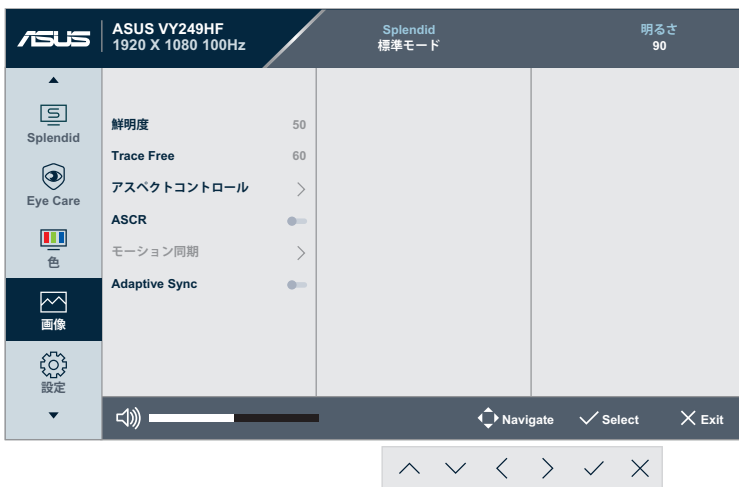 ASUS
ASUS VY249HF
1920 X 1080 100Hz
Splendid
標準モード
明るさ
90
Splendid
Eye Care
色
画像
設定
鮮明度 50
Trace Free 60
アスペクトコントロール
ASCR
モーション同期
Adaptive Sync
Navigate
Select
Exit